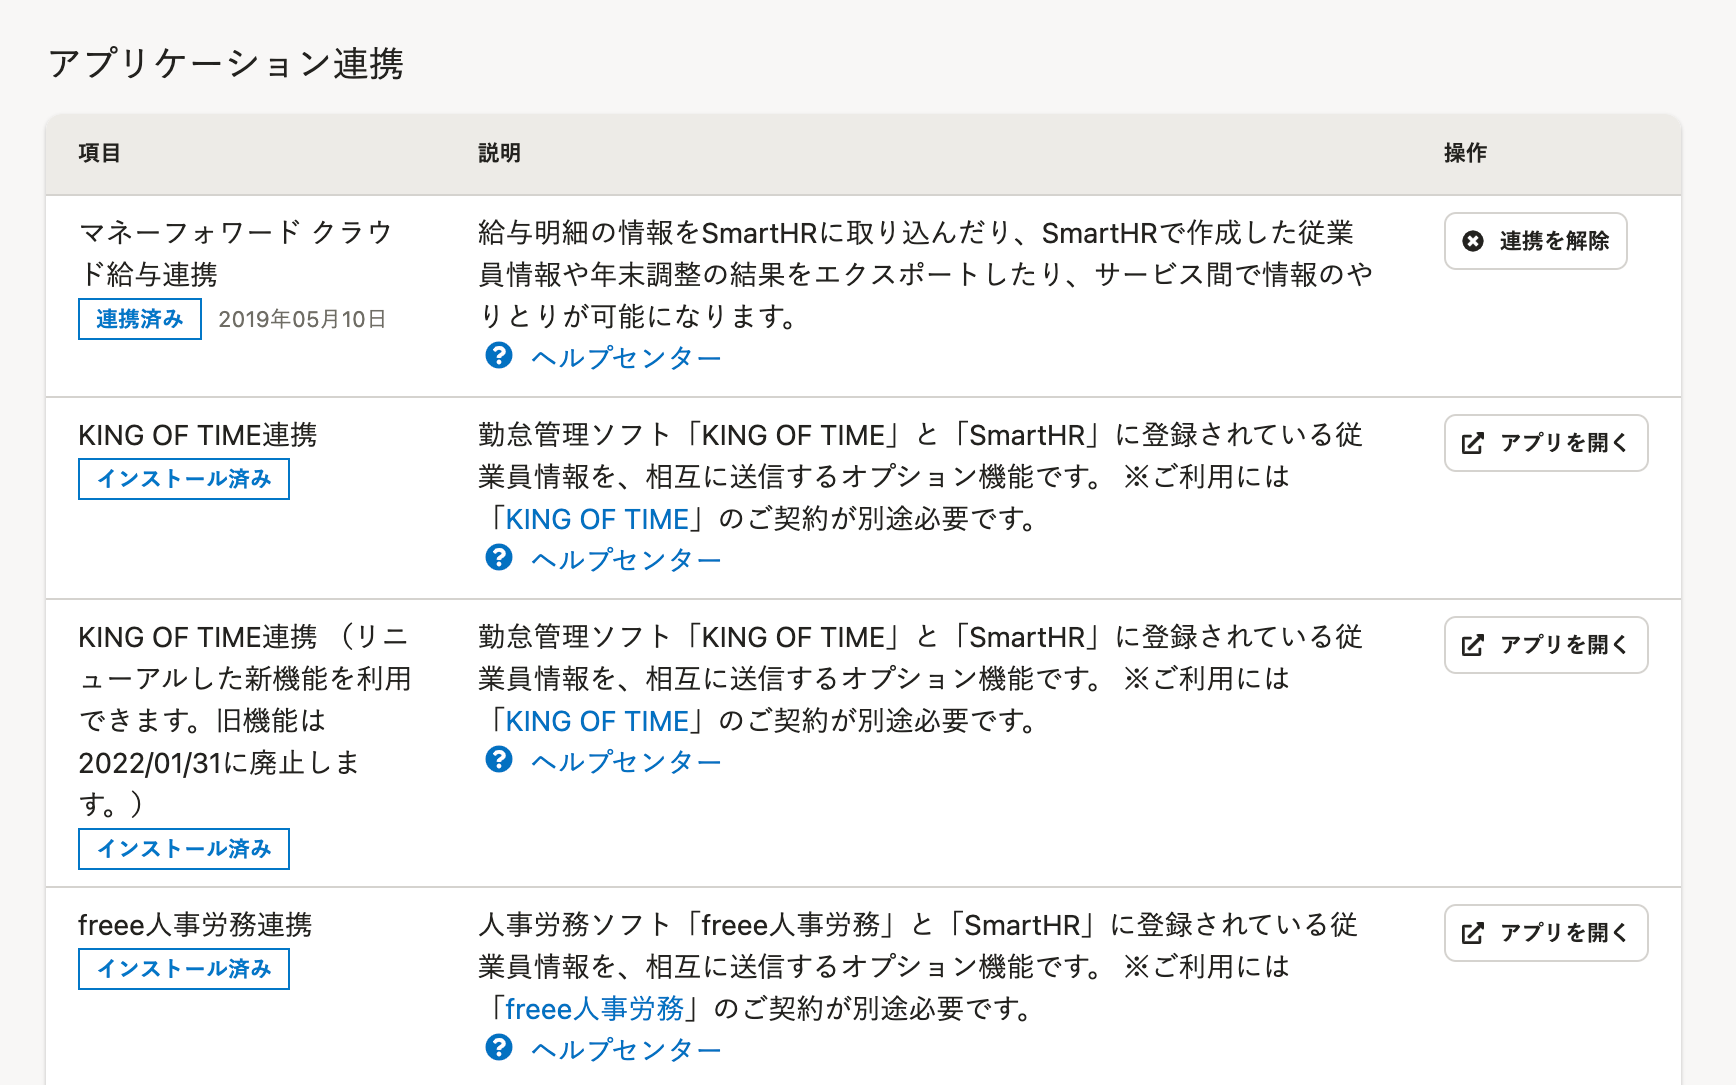 アプリケーション連携
項目
説明
操作
マネーフォワード クラウ
ド給与連携
連携済み 2019年05月10日
給与明細の情報をSmartHRに取り込んだり、SmartHRで作成した従業
員情報や年末調整の結果をエクスポートしたり、サービス間で情報のや
りとりが可能になります。
ヘルプセンター
連携を解除
KING OF TIME連携
インストール済み
勤怠管理ソフト「KING OF TIME」と「SmartHR」に登録されている従
業員情報を、相互に送信するオプション機能です。 ※ご利用には
「KING OF TIME」のご契約が別途必要です。
ヘルプセンター
アプリを開く
KING OF TIME連携 （リニ
ューアルした新機能を利用
できます。旧機能は
2022/01/31に廃止しま
す。）
インストール済み
勤怠管理ソフト「KING OF TIME」と「SmartHR」に登録されている従
業員情報を、相互に送信するオプション機能です。 ※ご利用には
「KING OF TIME」のご契約が別途必要です。
ヘルプセンター
アプリを開く
freee人事労務連携
インストール済み
人事労務ソフト「freee人事労務」と「SmartHR」に登録されている従
業員情報を、相互に送信するオプション機能です。 ※ご利用には
「freee人事労務」のご契約が別途必要です。
ヘルプセンター
アプリを開く